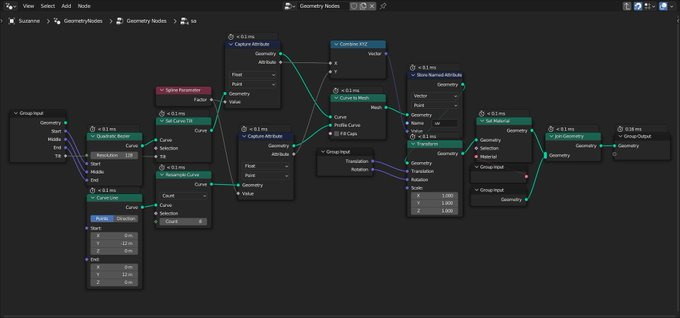 View Select Add Node
Geometry Nodes
Suzanne > GeometryNodes > Geometry Nodes > sa
Group Input
Geometry
Start
Middle
End
Tilt
< 0.1 ms
Quadratic Bezier
Curve
Resolution 128
Start
Middle
End
< 0.1 ms
Curve Line
Curve
Points Direction
Start:
X 0 m
Y -12 m
Z 0 m
End:
X 0 m
Y 12 m
Z 0 m
Spline Parameter
Factor
< 0.1 ms
Set Curve Tilt
Curve
Curve
Selection
Tilt
< 0.1 ms
Resample Curve
Curve
Count
Curve
Selection
Count 8
< 0.1 ms
Capture Attribute
Geometry
Attribute
Float
Point
Geometry
Value
< 0.1 ms
Capture Attribute
Geometry
Attribute
Float
Point
Geometry
Value
Combine XYZ
Vector
X
Y
< 0.1 ms
Curve to Mesh
Mesh
Curve
Profile Curve
Fill Caps
Group Input
Translation
Rotation
< 0.1 ms
Store Named Attribute
Geometry
Vector
Point
Geometry
Name uv
Value
< 0.1 ms
Transform
Geometry
Geometry
Translation
Rotation
Scale:
X 1.000
Y 1.000
Z 1.000
< 0.1 ms
Set Material
Geometry
Geometry
Selection
Material
Group Input
Group Input
Geometry
< 0.1 ms
Join Geometry
Geometry
Geometry
0.16 ms
Group Output
Geometry